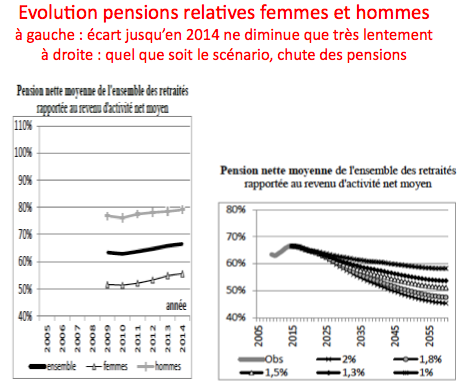 Evolution pensions relatives femmes et hommes
à gauche : écart jusqu'en 2014 ne diminue que très lentement
à droite : quel que soit le scénario, chute des pensions
Pension nette moyenne de l'ensemble des retraités
rapportée au revenu d'activité net moyen
110%
100%
90%
80%
70%
60%
50%
40%
année
2005
2006
2007
2008
2009
2010
2011
2012
2013
2014
ensemble femmes hommes
Pension nette moyenne de l'ensemble des retraités
rapportée au revenu d'activité net moyen
80%
70%
60%
50%
40%
2005
2015
2025
2035
2045
2055
Obs 2% 1,8%
1,5% 1,3% 1%